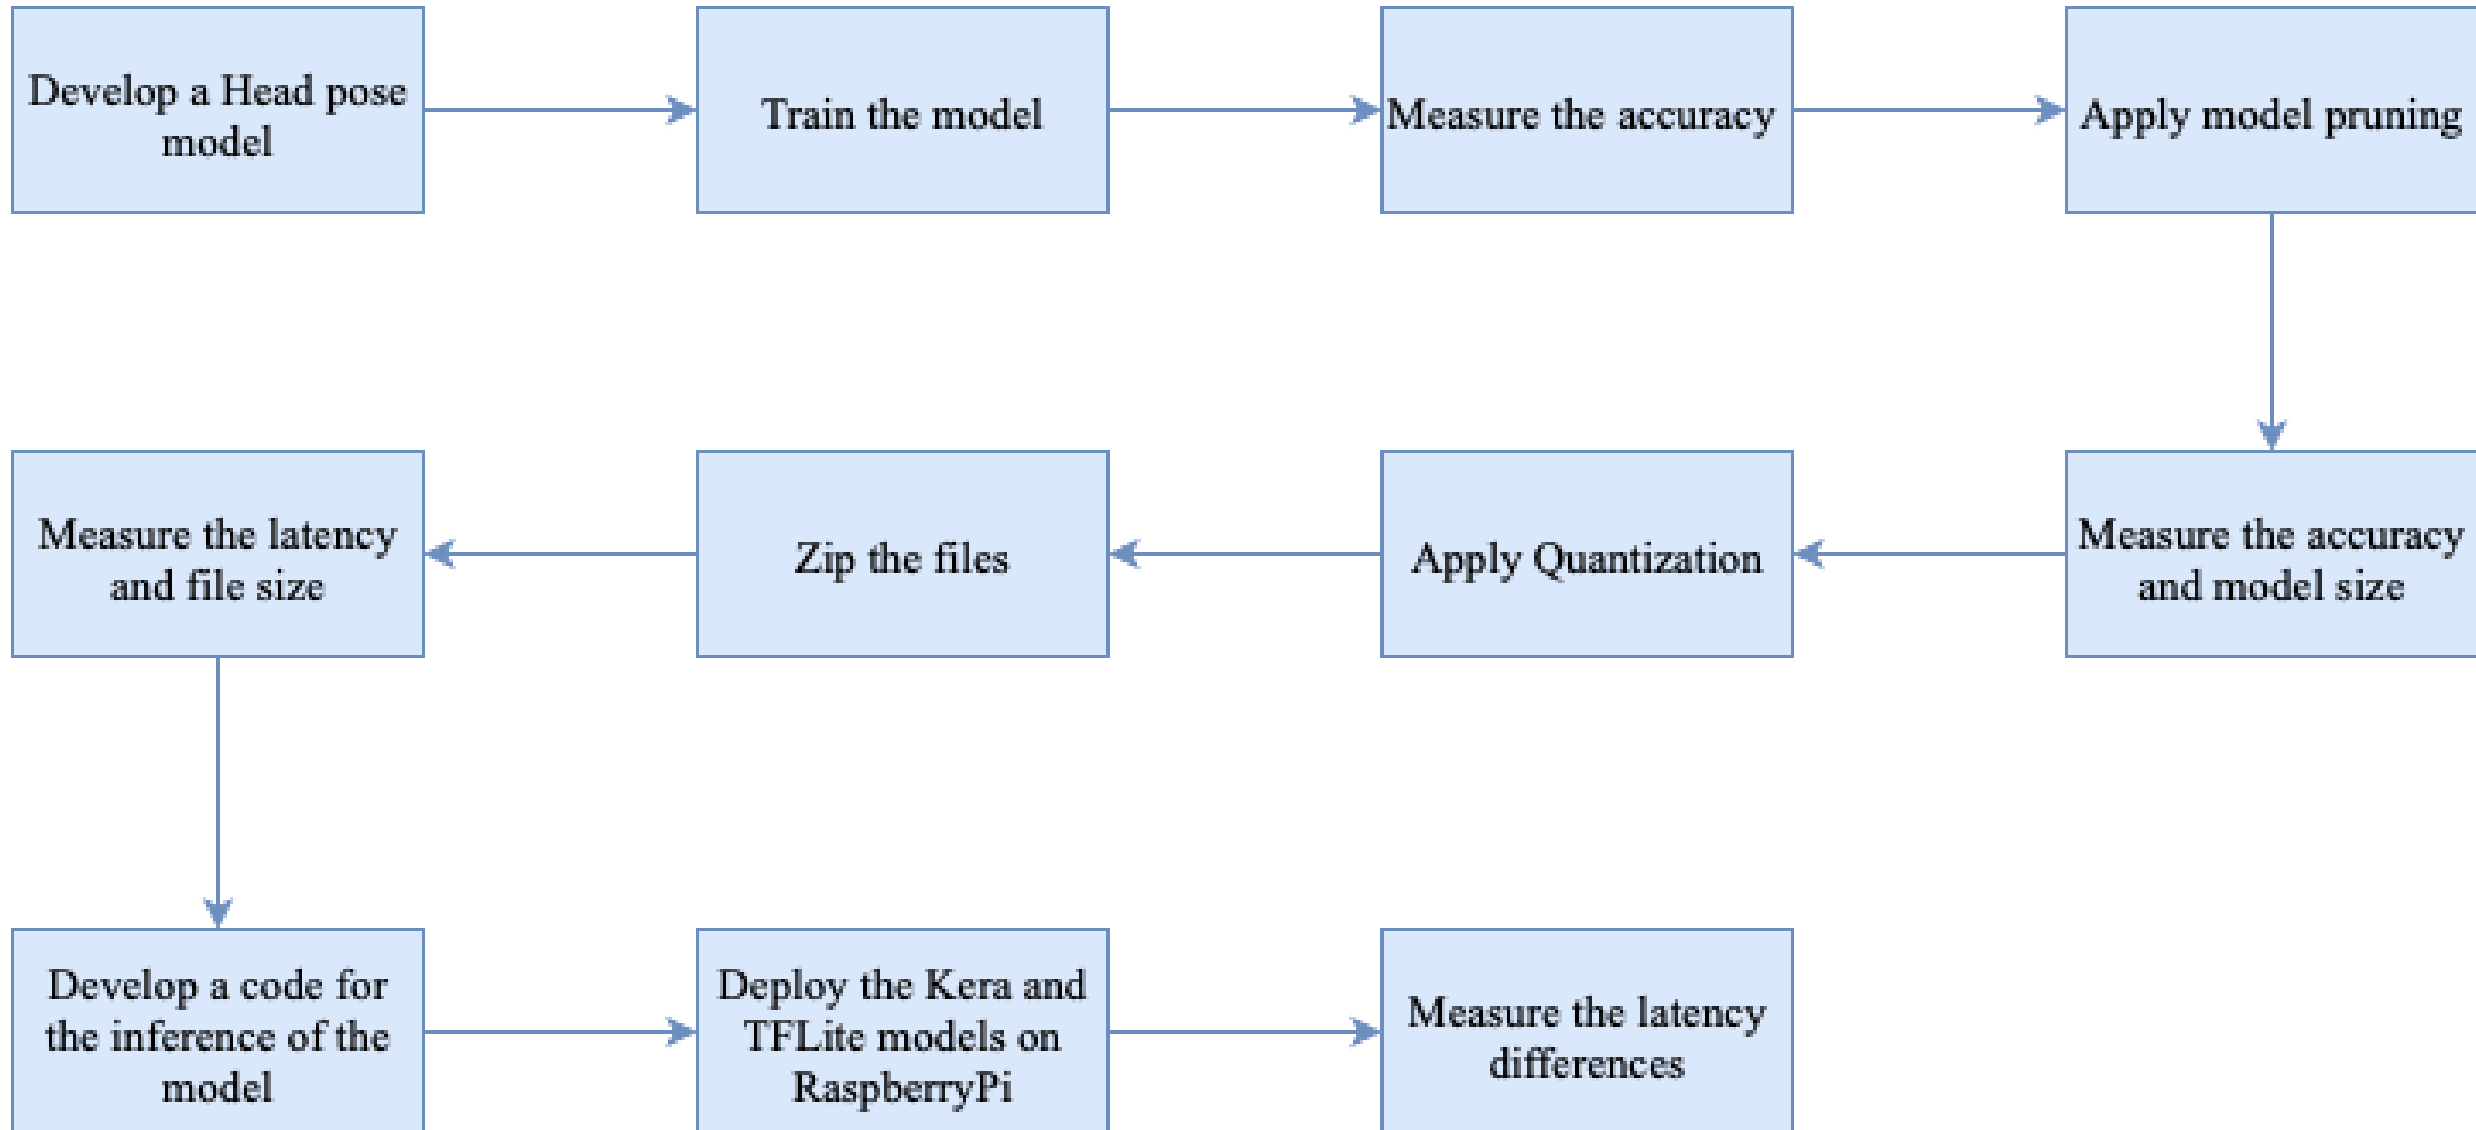 Develop a Head pose
model
Train the model
Measure the accuracy
Apply model pruning
Measure the accuracy
and model size
Apply Quantization
Zip the files
Measure the latency
and file size
Develop a code for
the inference of the
model
Deploy the Kera and
TFLite models on
RaspberryPi
Measure the latency
differences